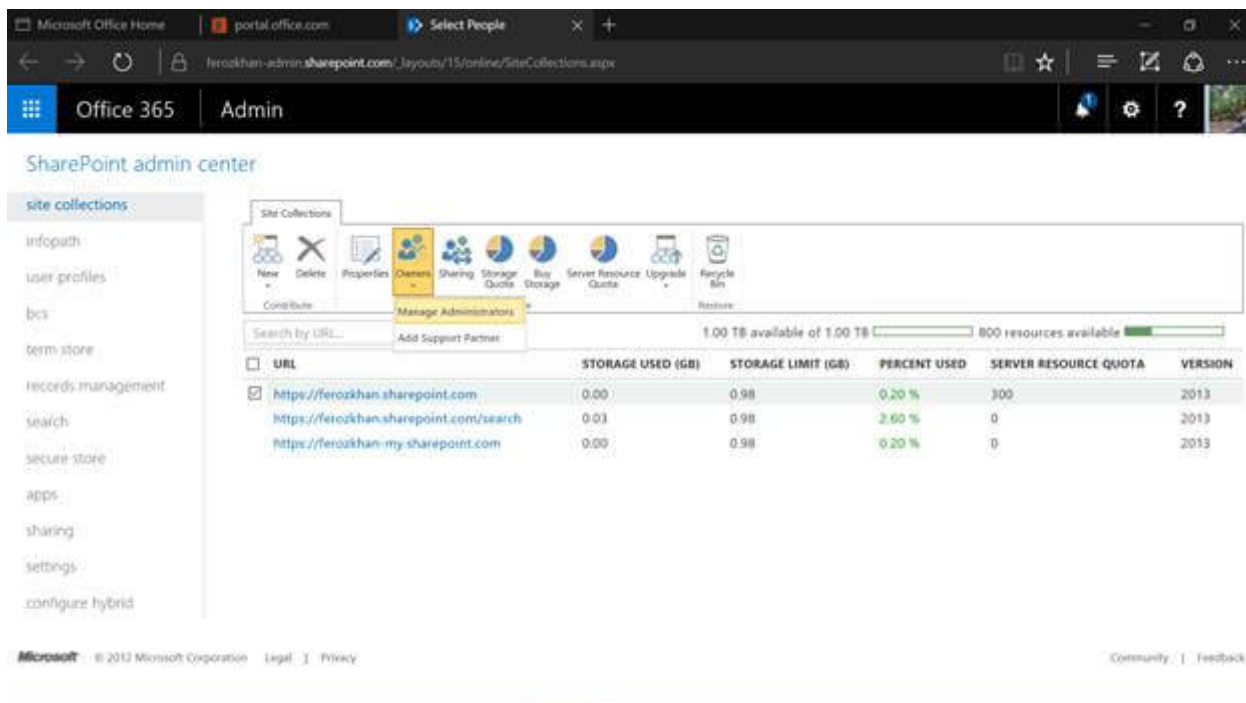 Microsoft Office Home
portal.office.com
Select People
ferozkhan-admin.sharepoint.com/_layouts/15/online/SiteCollections.aspx
Office 365
Admin
1
?
SharePoint admin center
site collections
infopath
user profiles
bcs
term store
records management
search
secure store
apps
sharing
settings
configure hybrid
Site Collections
New
Delete
Properties
Owners
Sharing
Storage Quota
Buy Storage
Server Resource Quota
Upgrade
Recycle Bin
Contribute
Restore
Manage Administrators
Add Support Partner
Search by URL...
1.00 TB available of 1.00 TB
800 resources available
URL STORAGE USED (GB) STORAGE LIMIT (GB) PERCENT USED SERVER RESOURCE QUOTA VERSION
https://ferozkhan.sharepoint.com 0.00 0.98 0.20 % 300 2013
https://ferozkhan.sharepoint.com/search 0.03 0.98 2.60 % 0 2013
https://ferozkhan-my.sharepoint.com 0.00 0.98 0.20 % 0 2013
Microsoft © 2012 Microsoft Corporation Legal | Privacy
Community | Feedback